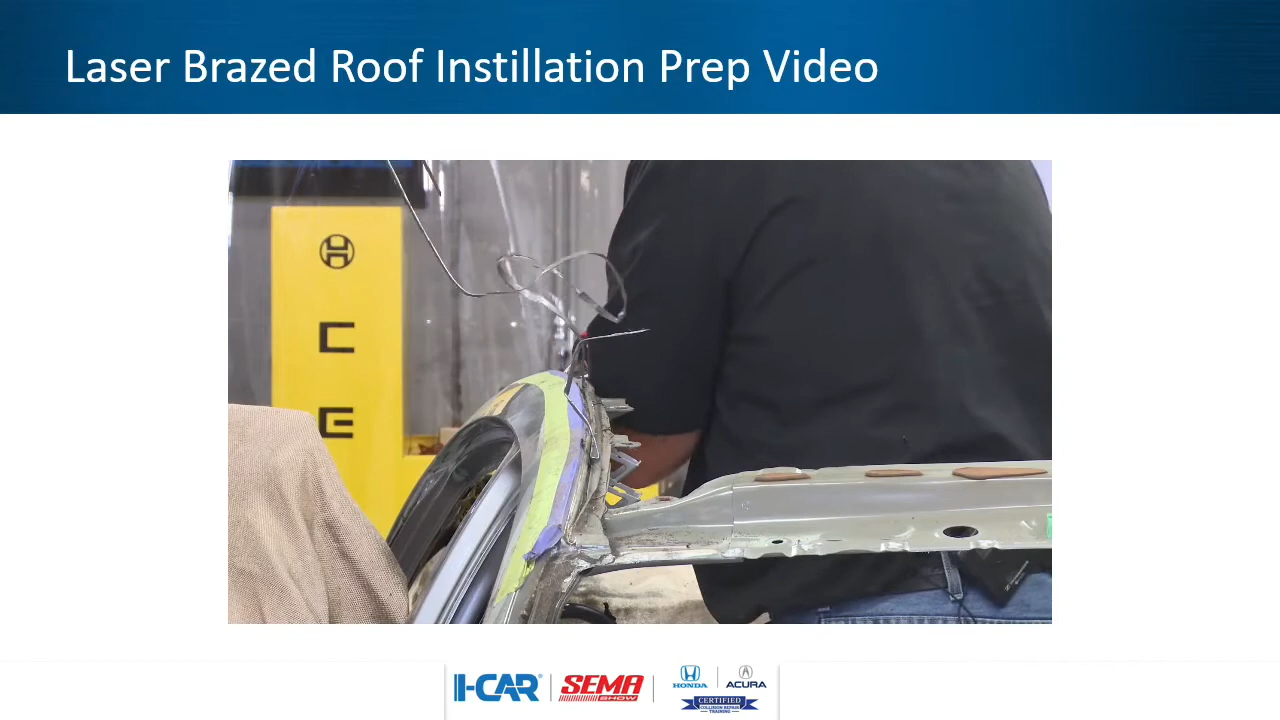 Laser Brazed Roof Instillation Prep Video
C
E
I-CAR®
SEMA
SHOW
HONDA
ACURA
CERTIFIED
COLLISION REPAIR
TRAINING